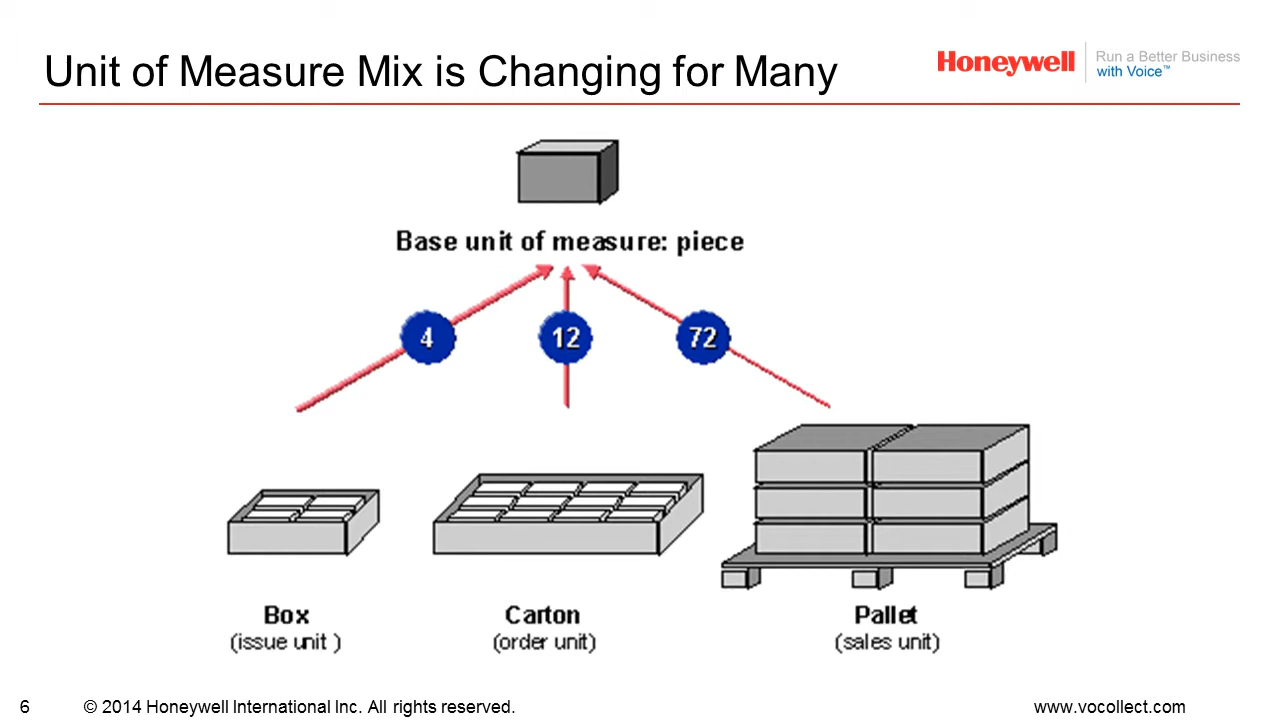 Unit of Measure Mix is Changing for Many
Honeywell
Run a Better Business
with Voice™
Base unit of measure: piece
4
12
72
Box
(issue unit )
Carton
(order unit)
Pallet
(sales unit)
6
© 2014 Honeywell International Inc. All rights reserved.
www.vocollect.com